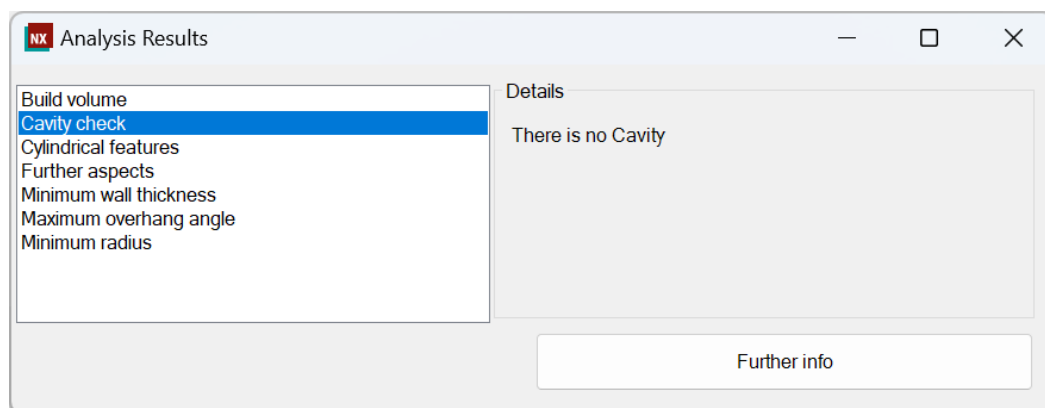 NX Analysis Results
Build volume
Cavity check
Cylindrical features
Further aspects
Minimum wall thickness
Maximum overhang angle
Minimum radius
Details
There is no Cavity
Further info